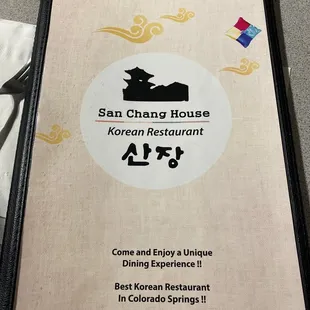 San Chang House
Korean Restaurant
산장
Come and Enjoy a Unique
Dining Experience !!
Best Korean Restaurant
In Colorado Springs !!